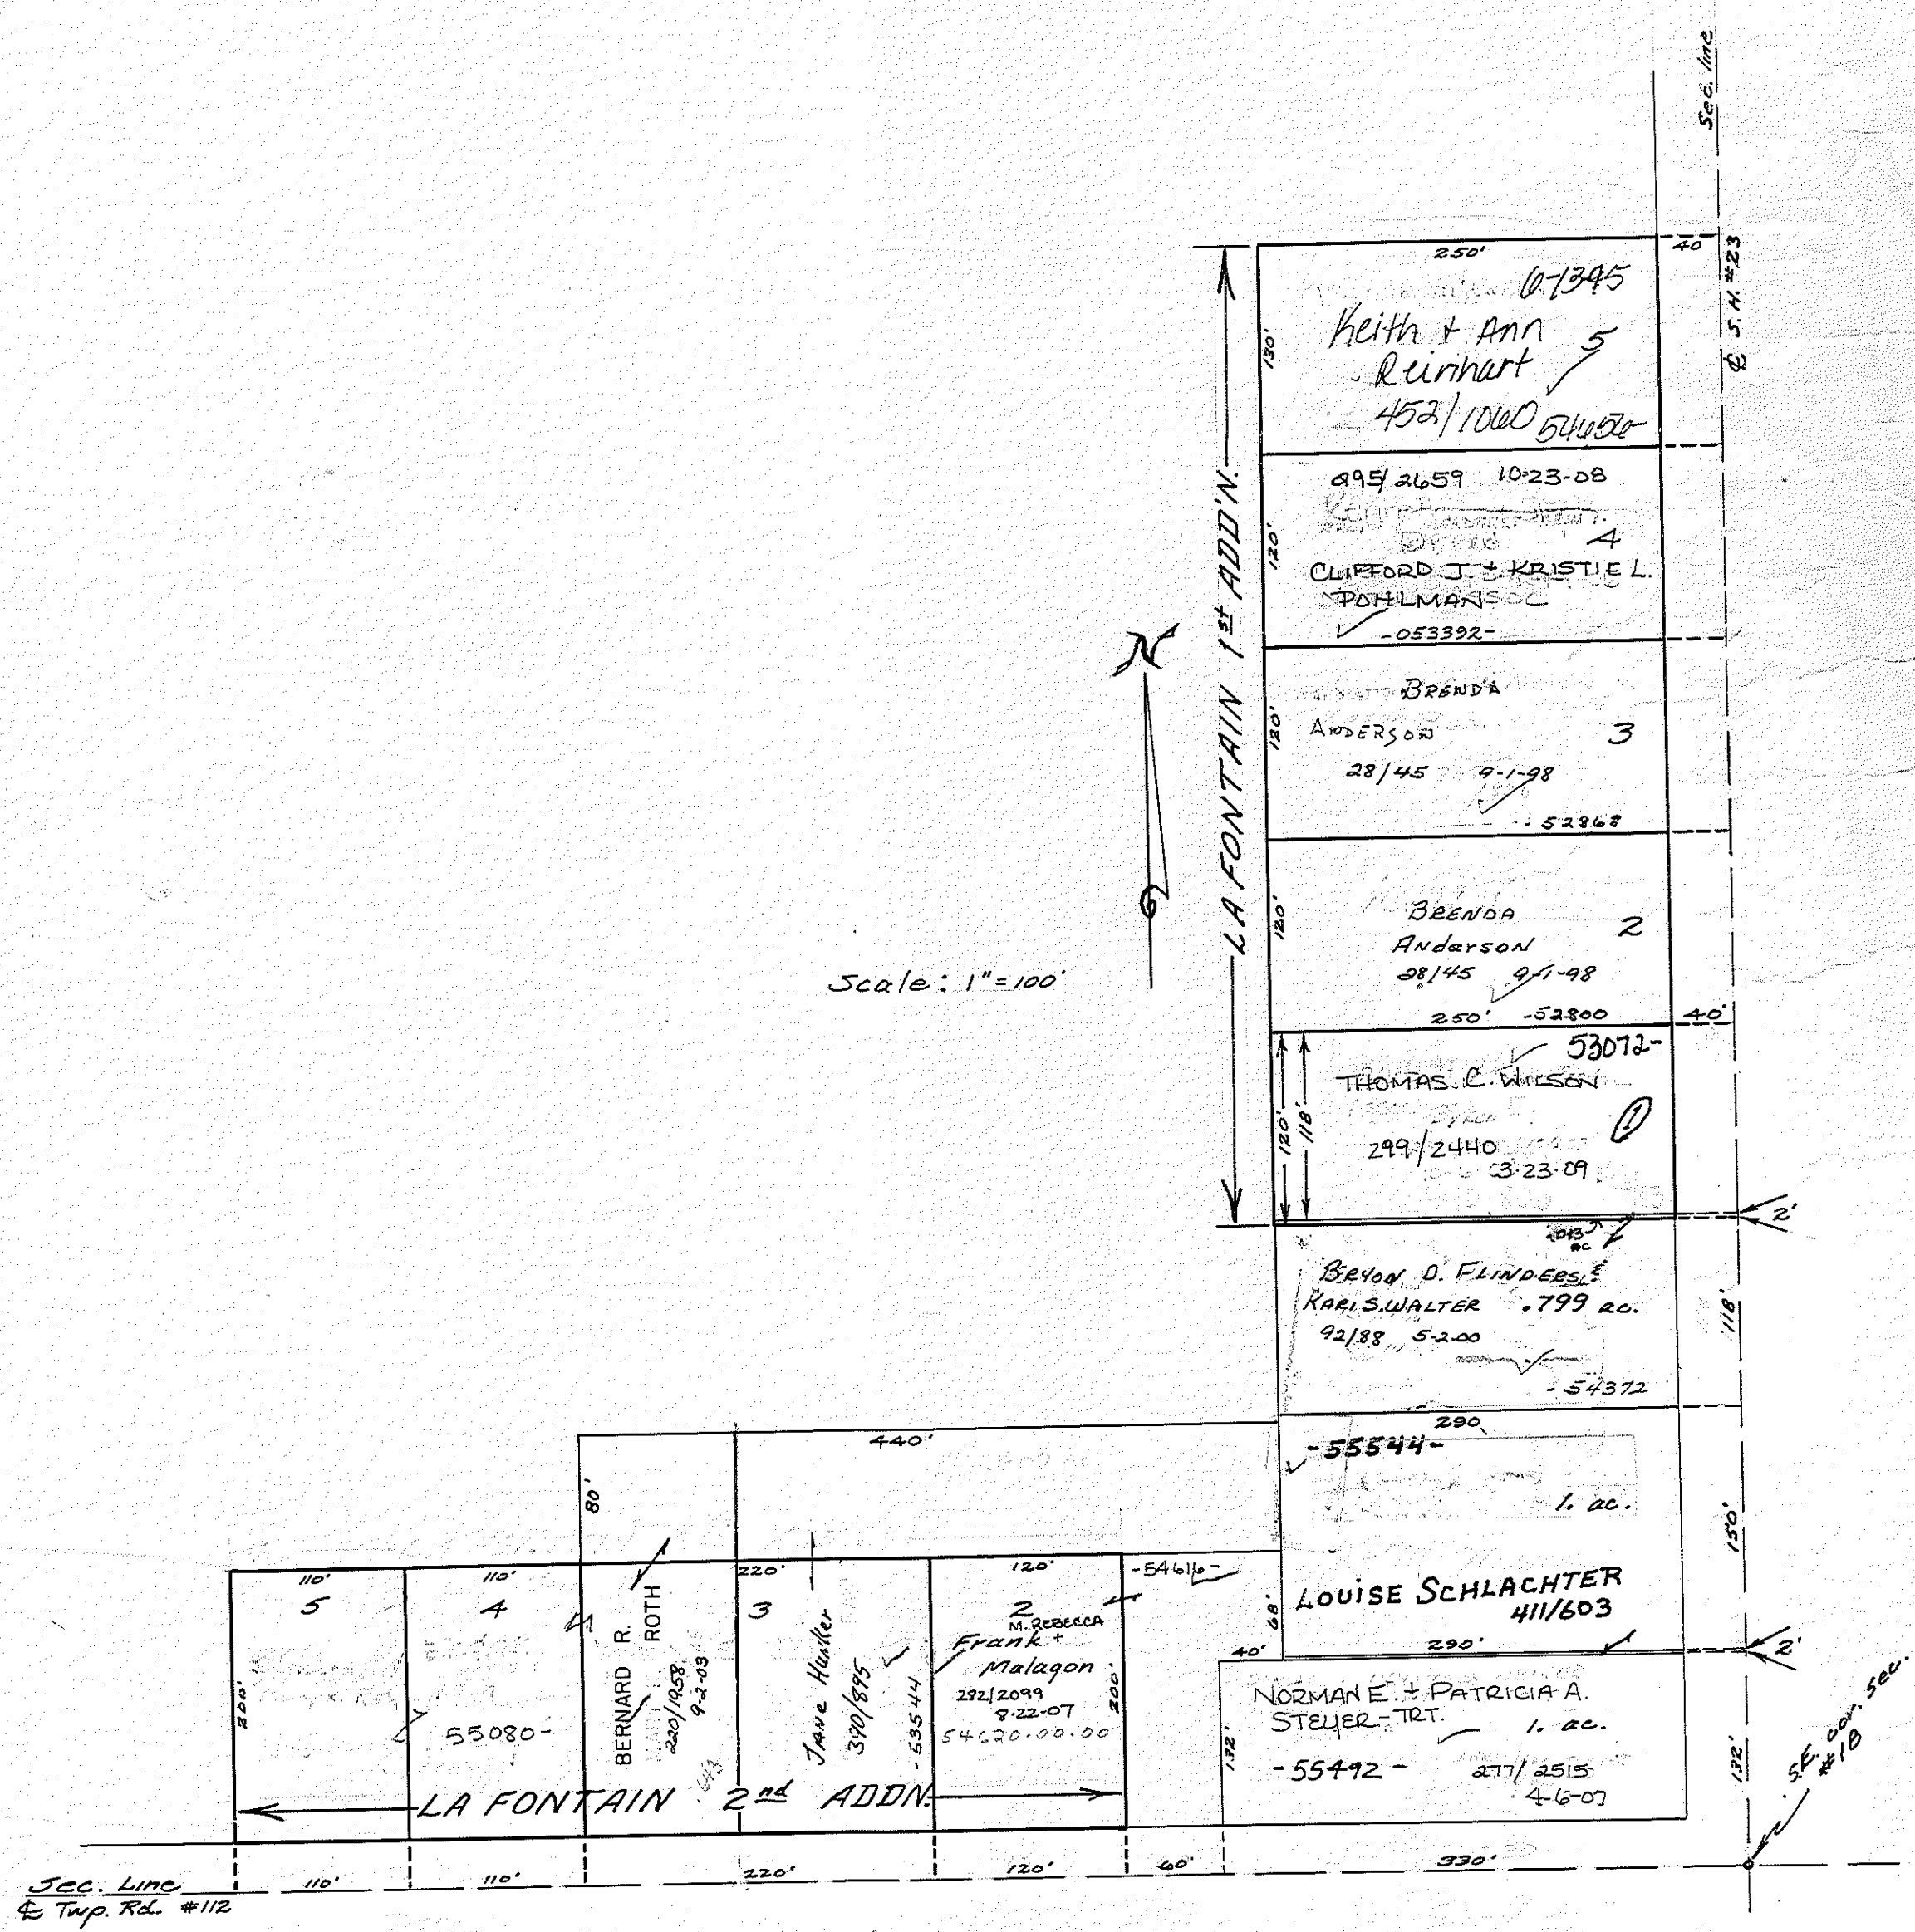 Sec. line
250'
40
6-1395
Keith + Ann
Reinhart
5
452/1060
54656-
130'
℄ S.H. #23
295/2659 10-23-08
4
CLIFFORD J. + KRISTIE L.
POHLMAN
-053392-
120'
LA FONTAIN 1st ADD'N.
N
BRENDA
ANDERSON
3
28/45 9-1-98
52868
120'
BRENDA
Anderson
2
28/45 9-1-98
120'
Scale: 1"=100'
250' -52800
40'
53072-
THOMAS C. WILSON
1
299/2440
3-23-09
120'
118'
2'
.013
ac
BRYON D. FLINDERS &
KARI S. WALTER .799 ac.
92/88 5-2-00
-54372
118'
290
-55544-
1. ac.
150'
LOUISE SCHLACHTER
411/603
68'
290'
2'
40'
NORMAN E. + PATRICIA A.
STEYER-TRT.
1. ac.
-55492- 277/2515
4-6-07
132'
132'
S.E. cor. sec.
#18
440'
80'
110'
5
200'
110'
4
55080-
220'
BERNARD R.
ROTH
220/1958
9-2-03
3
Jane Hunker
390/895
-53544
120'
2
M. REBECCA
Frank +
Malagon
282/2099
8-22-07
54620.00.00
200'
-54616-
LA FONTAIN 2nd ADDN.
110'
110'
220'
120'
60'
330'
Sec. Line
℄ Twp. Rd. #112